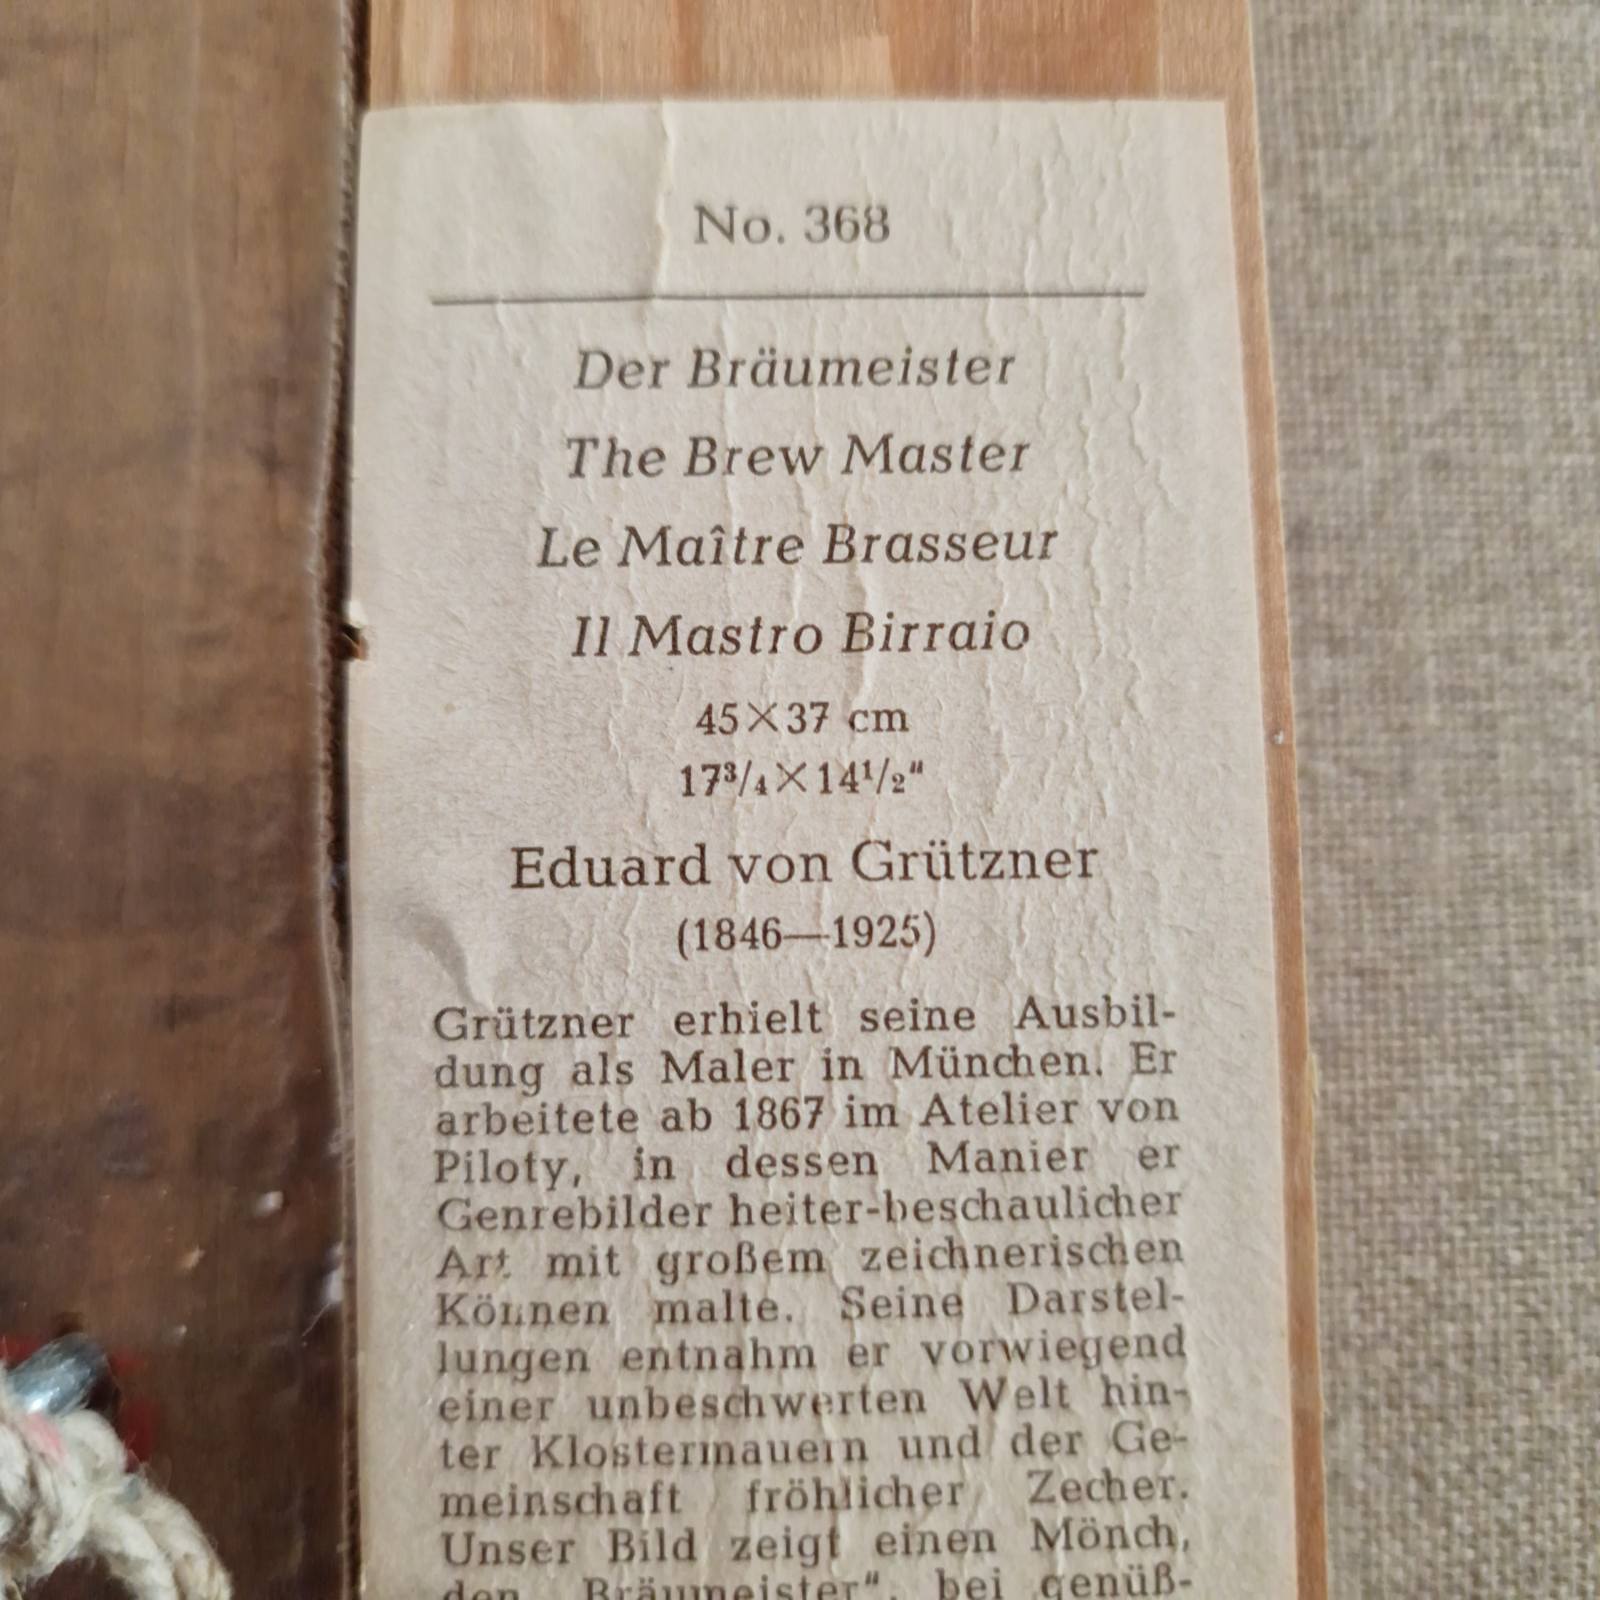 No. 368
Der Bräumeister
The Brew Master
Le Maître Brasseur
Il Mastro Birraio
45×37 cm
17³/₄×14¹/₂"
Eduard von Grützner
(1846—1925)
Grützner erhielt seine Ausbil-
dung als Maler in München. Er
arbeitete ab 1867 im Atelier von
Piloty, in dessen Manier er
Genrebilder heiter-beschaulicher
Art mit großem zeichnerischen
Können malte. Seine Darstel-
lungen entnahm er vorwiegend
einer unbeschwerten Welt hin-
ter Klostermauern und der Ge-
meinschaft fröhlicher Zecher.
Unser Bild zeigt einen Mönch,
den „Bräumeister“, bei genüß-